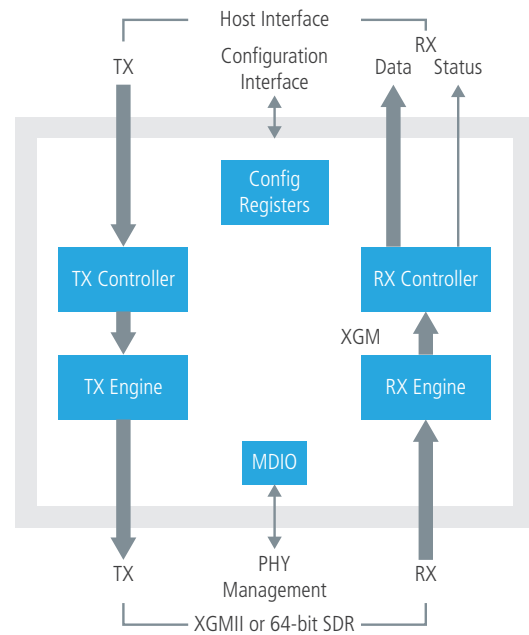 Host Interface
TX
Configuration
Interface
RX
Data Status
Config
Registers
TX Controller
RX Controller
XGM
TX Engine
RX Engine
MDIO
TX
PHY
Management
RX
XGMII or 64-bit SDR